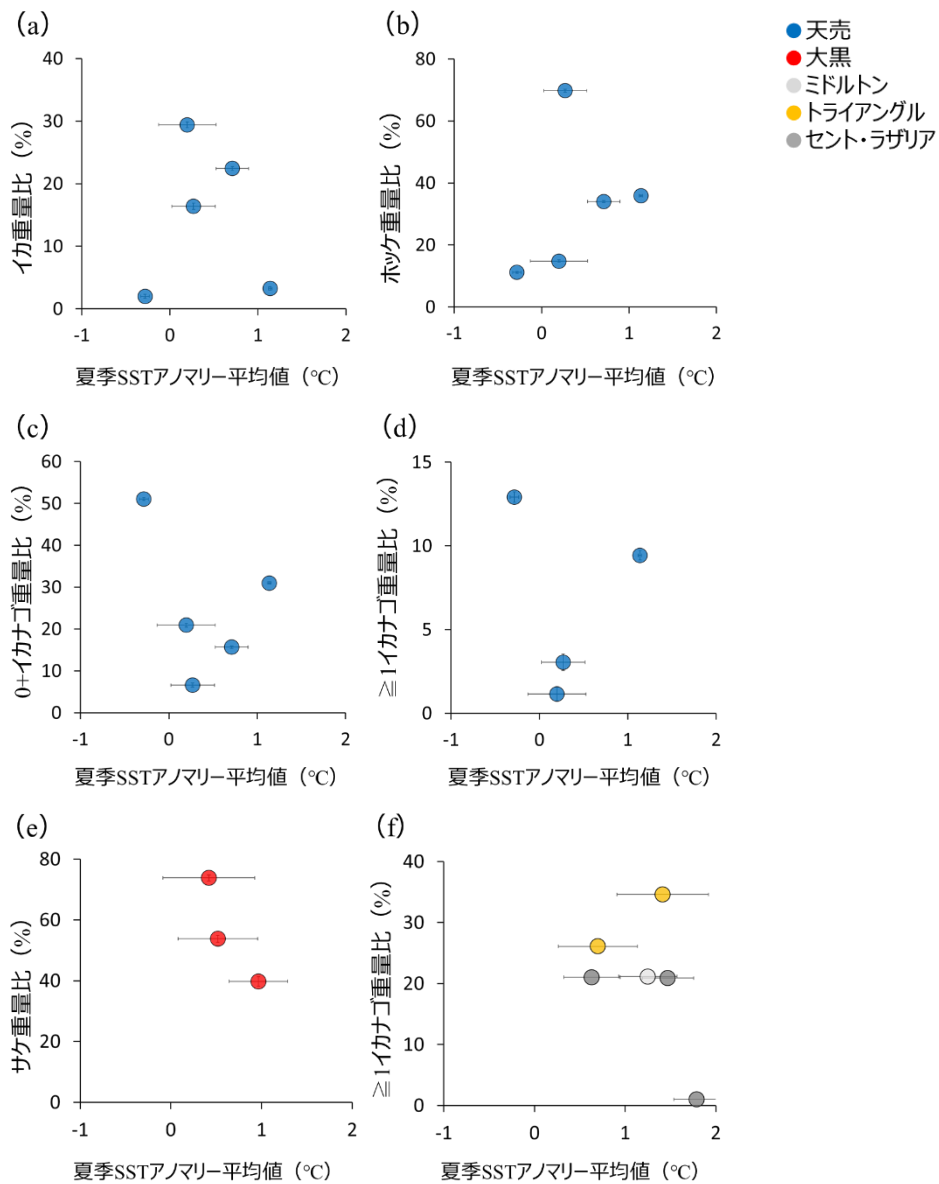 (a)
(b)
天売
大黒
ミドルトン
トライアングル
セント・ラザリア
イカ重量比 (%)
40
30
20
10
0
-1 0 1 2
夏季SSTアノマリー平均値 (℃)
ホッケ重量比 (%)
80
60
40
20
0
-1 0 1 2
夏季SSTアノマリー平均値 (℃)
(c)
(d)
0+イカナゴ重量比 (%)
60
50
40
30
20
10
0
-1 0 1 2
夏季SSTアノマリー平均値 (℃)
≧1イカナゴ重量比 (%)
15
10
5
0
-1 0 1 2
夏季SSTアノマリー平均値 (℃)
(e)
(f)
サケ重量比 (%)
80
60
40
20
0
-1 0 1 2
夏季SSTアノマリー平均値 (℃)
≧1イカナゴ重量比 (%)
40
30
20
10
0
-1 0 1 2
夏季SSTアノマリー平均値 (℃)